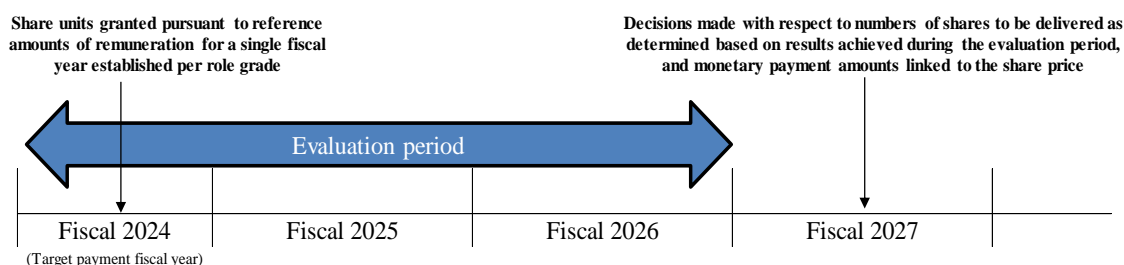 Share units granted pursuant to reference
amounts of remuneration for a single fiscal
year established per role grade
Decisions made with respect to numbers of shares to be delivered as
determined based on results achieved during the evaluation period,
and monetary payment amounts linked to the share price
Evaluation period
Fiscal 2024
Fiscal 2025
Fiscal 2026
Fiscal 2027
(Target payment fiscal year)